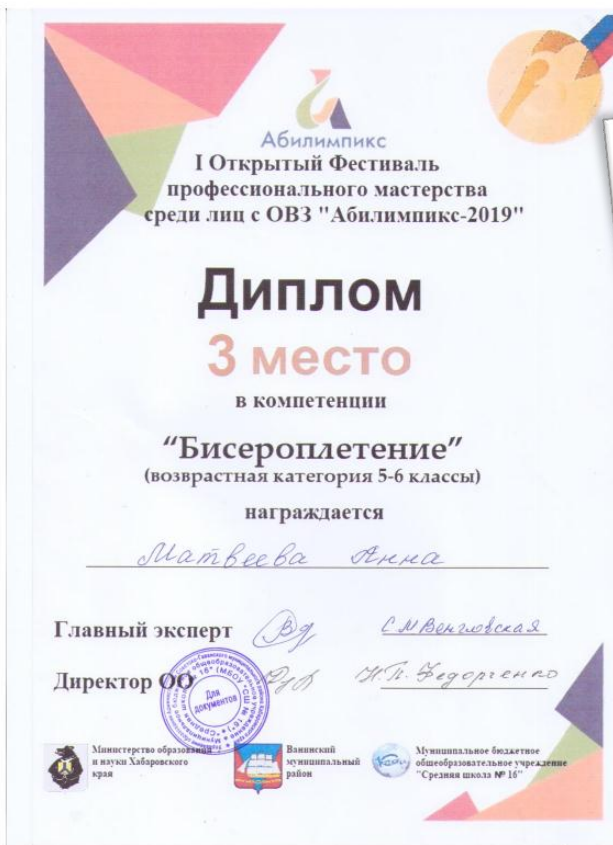 Абилимпикс
I Открытый Фестиваль
профессионального мастерства
среди лиц с ОВЗ "Абилимпикс-2019"
Диплом
3 место
в компетенции
“Бисероплетение”
(возврастная категория 5-6 классы)
награждается
Матвеева Анна
Главный эксперт С.М Венгловская
Директор ОО Н.П. Федорченко
Для
документов
Министерство образования
и науки Хабаровского
края
Ванинский
муниципальный
район
Муниципальное бюджетное
общеобразовательное учреждение
"Средняя школа № 16"